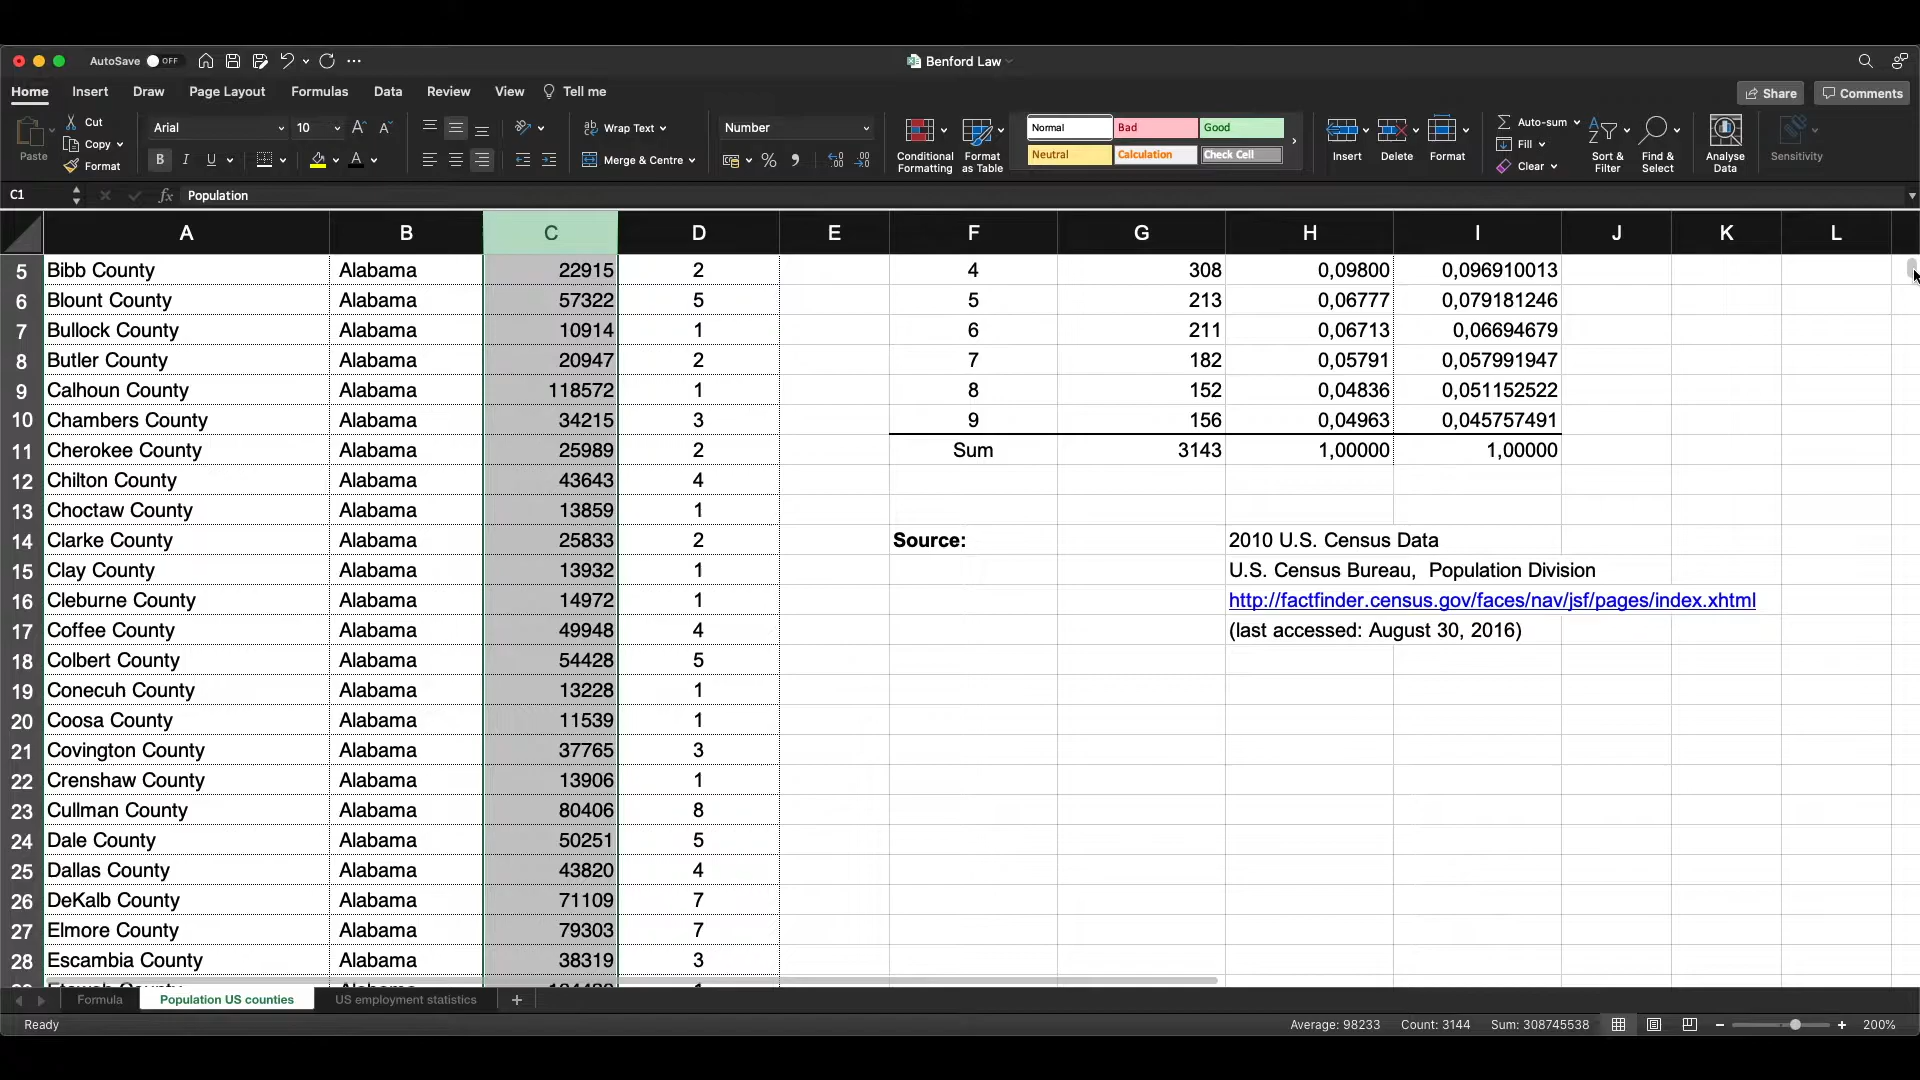 AutoSave OFF Benford Law
Home Insert Draw Page Layout Formulas Data Review View Tell me Share Comments
Paste Cut Copy Format
Arial 10 A A Wrap Text Number
B I U A Merge & Centre %
Conditional Formatting Format as Table
Normal Bad Good
Neutral Calculation Check Cell
Insert Delete Format
Auto-sum Fill Clear
Sort & Filter Find & Select Analyse Data Sensitivity
C1 fx Population
A B C D E F G H I J K L
5 Bibb County Alabama 22915 2 4 308 0,09800 0,096910013
6 Blount County Alabama 57322 5 5 213 0,06777 0,079181246
7 Bullock County Alabama 10914 1 6 211 0,06713 0,06694679
8 Butler County Alabama 20947 2 7 182 0,05791 0,057991947
9 Calhoun County Alabama 118572 1 8 152 0,04836 0,051152522
10 Chambers County Alabama 34215 3 9 156 0,04963 0,045757491
11 Cherokee County Alabama 25989 2 Sum 3143 1,00000 1,00000
12 Chilton County Alabama 43643 4
13 Choctaw County Alabama 13859 1
14 Clarke County Alabama 25833 2 Source: 2010 U.S. Census Data
15 Clay County Alabama 13932 1 U.S. Census Bureau, Population Division
16 Cleburne County Alabama 14972 1 http://factfinder.census.gov/faces/nav/jsf/pages/index.xhtml
17 Coffee County Alabama 49948 4 (last accessed: August 30, 2016)
18 Colbert County Alabama 54428 5
19 Conecuh County Alabama 13228 1
20 Coosa County Alabama 11539 1
21 Covington County Alabama 37765 3
22 Crenshaw County Alabama 13906 1
23 Cullman County Alabama 80406 8
24 Dale County Alabama 50251 5
25 Dallas County Alabama 43820 4
26 DeKalb County Alabama 71109 7
27 Elmore County Alabama 79303 7
28 Escambia County Alabama 38319 3
Formula Population US counties US employment statistics +
Ready Average: 98233 Count: 3144 Sum: 308745538 200%